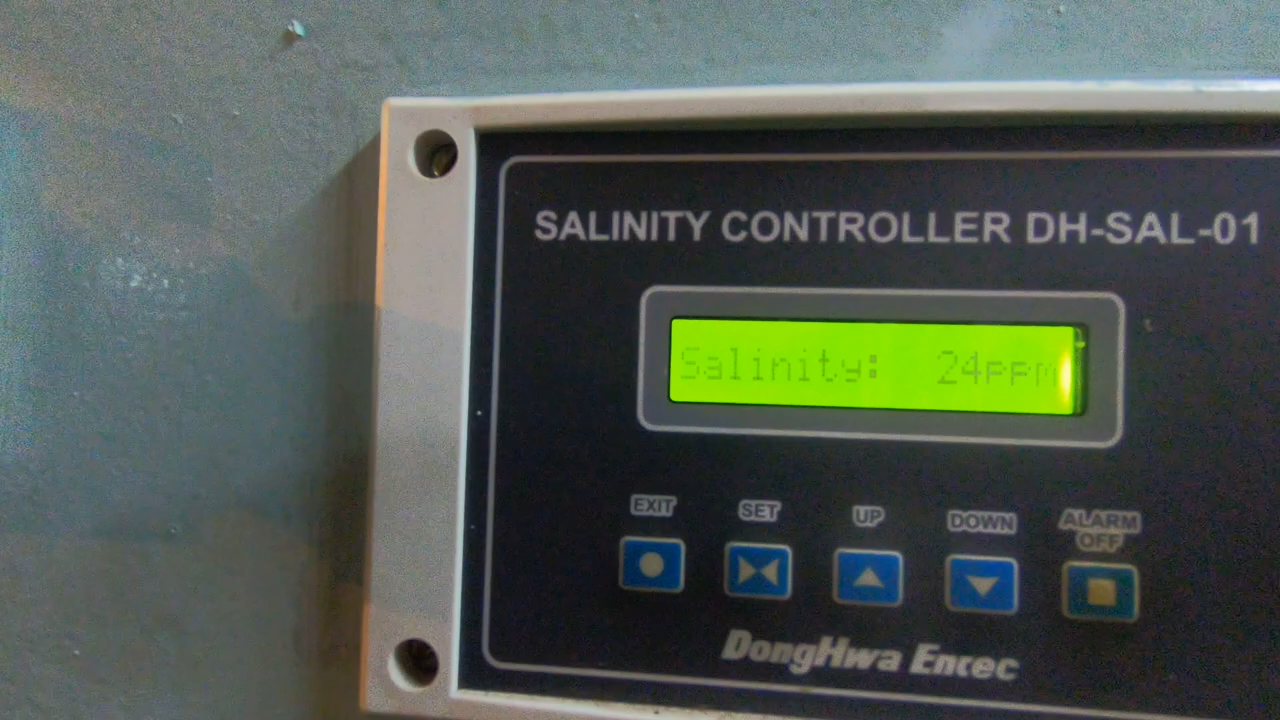 SALINITY CONTROLLER DH-SAL-01
Salinity: 24ppm
EXIT SET UP DOWN ALARM OFF
DongHwa Entec